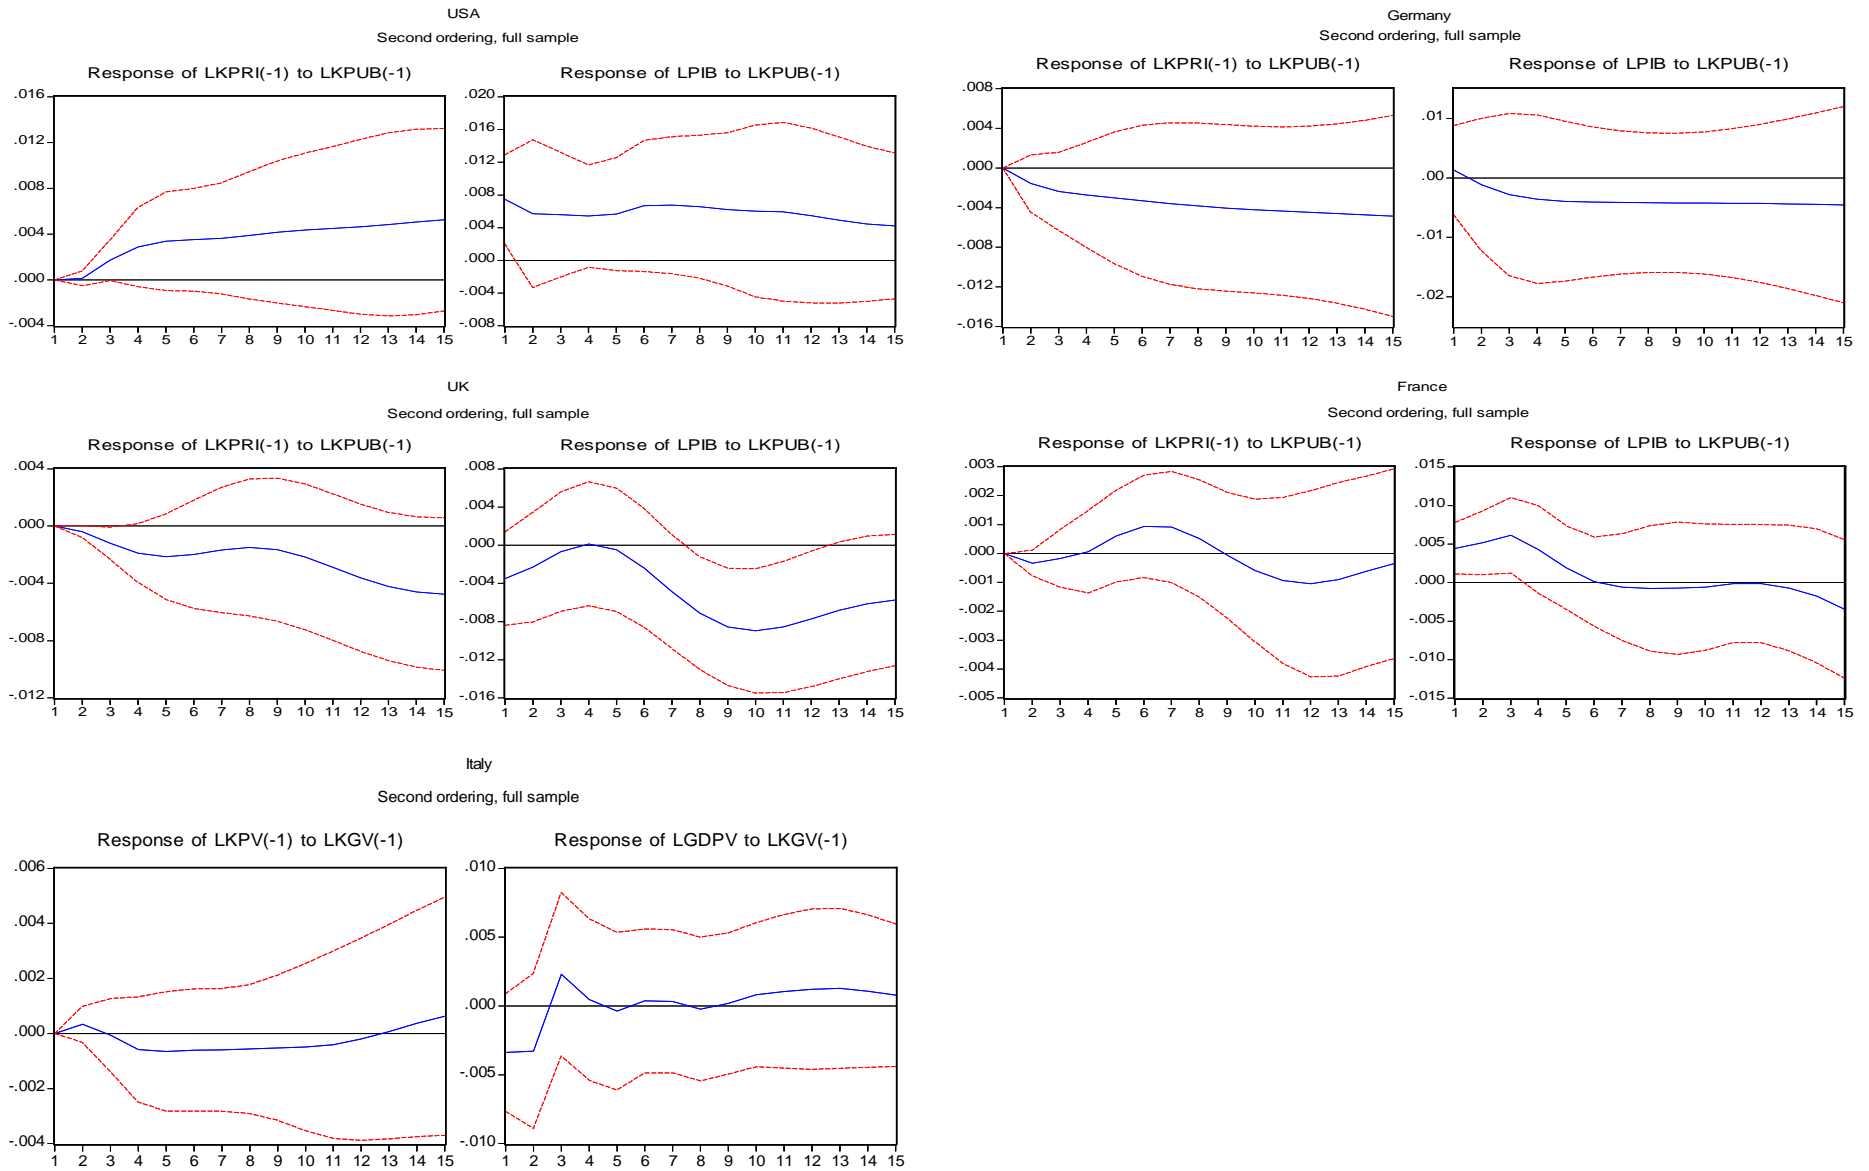 USA
Second ordering, full sample
Response of LKPRI(-1) to LKPUB(-1)
.016
.012
.008
.004
.000
-.004
1 2 3 4 5 6 7 8 9 10 11 12 13 14 15
Response of LPIB to LKPUB(-1)
.020
.016
.012
.008
.004
.000
-.004
-.008
1 2 3 4 5 6 7 8 9 10 11 12 13 14 15
Germany
Second ordering, full sample
Response of LKPRI(-1) to LKPUB(-1)
.008
.004
.000
-.004
-.008
-.012
-.016
1 2 3 4 5 6 7 8 9 10 11 12 13 14 15
Response of LPIB to LKPUB(-1)
.01
.00
-.01
-.02
1 2 3 4 5 6 7 8 9 10 11 12 13 14 15
UK
Second ordering, full sample
Response of LKPRI(-1) to LKPUB(-1)
.004
.000
-.004
-.008
-.012
1 2 3 4 5 6 7 8 9 10 11 12 13 14 15
Response of LPIB to LKPUB(-1)
.008
.004
.000
-.004
-.008
-.012
-.016
1 2 3 4 5 6 7 8 9 10 11 12 13 14 15
France
Second ordering, full sample
Response of LKPRI(-1) to LKPUB(-1)
.003
.002
.001
.000
-.001
-.002
-.003
-.004
-.005
1 2 3 4 5 6 7 8 9 10 11 12 13 14 15
Response of LPIB to LKPUB(-1)
.015
.010
.005
.000
-.005
-.010
-.015
1 2 3 4 5 6 7 8 9 10 11 12 13 14 15
Italy
Second ordering, full sample
Response of LKPV(-1) to LKGV(-1)
.006
.004
.002
.000
-.002
-.004
1 2 3 4 5 6 7 8 9 10 11 12 13 14 15
Response of LGDPV to LKGV(-1)
.010
.005
.000
-.005
-.010
1 2 3 4 5 6 7 8 9 10 11 12 13 14 15